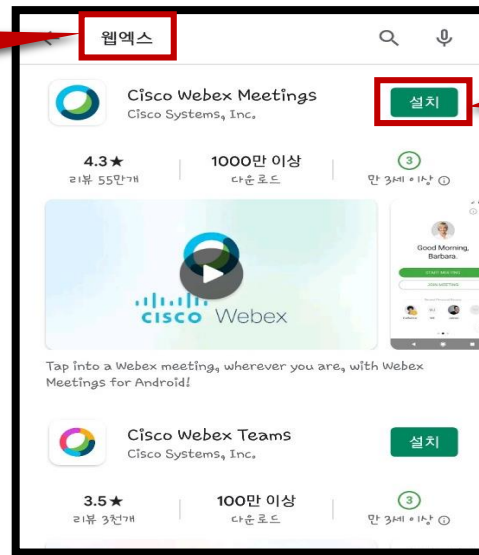 웹엑스
Cisco Webex Meetings
Cisco Systems, Inc.
설치
4.3★
리뷰 55만개
1000만 이상
다운로드
3
만 3세 이상
Good Morning,
Barbara.
START MEETING
JOIN MEETING
CISCO Webex
Tap into a Webex meeting, wherever you are, with Webex
Meetings for Android!
Cisco Webex Teams
Cisco Systems, Inc.
설치
3.5★
리뷰 3천개
100만 이상
다운로드
3
만 3세 이상